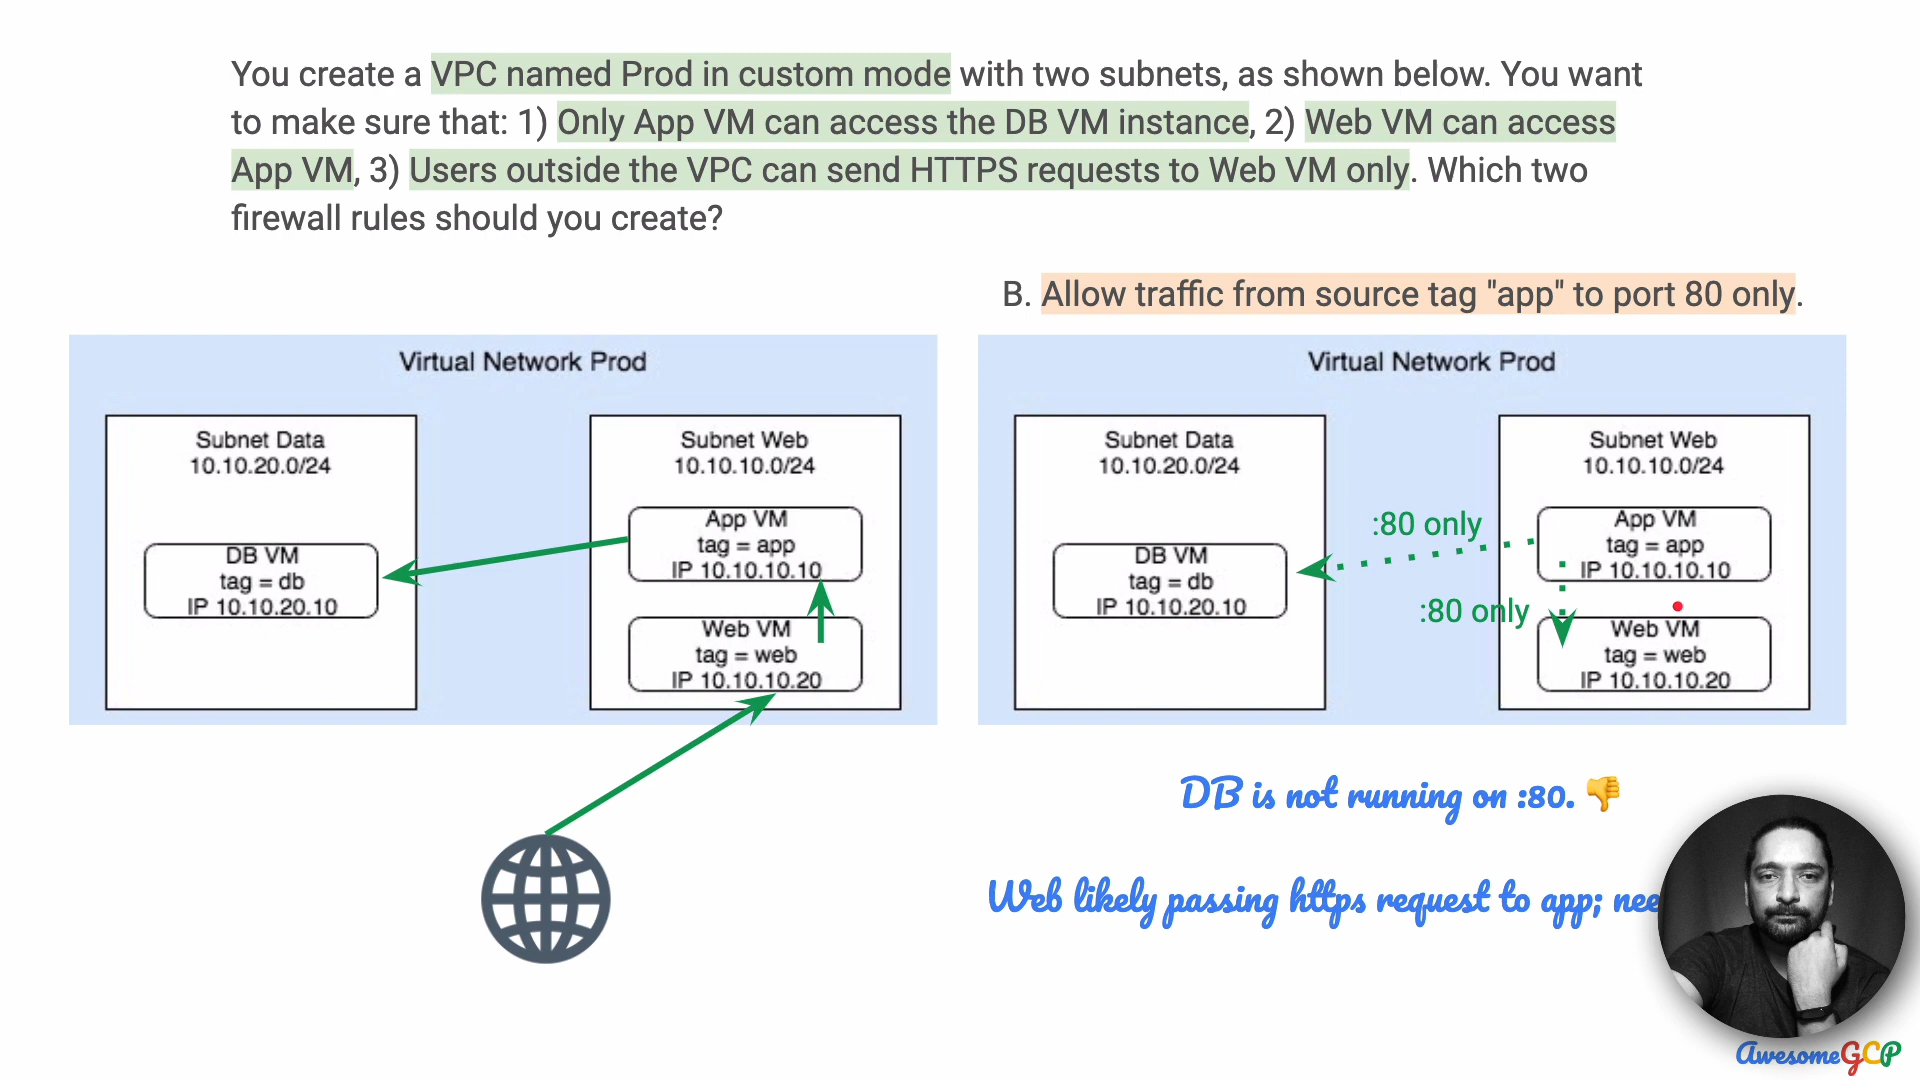 You create a VPC named Prod in custom mode with two subnets, as shown below. You want
to make sure that: 1) Only App VM can access the DB VM instance, 2) Web VM can access
App VM, 3) Users outside the VPC can send HTTPS requests to Web VM only. Which two
firewall rules should you create?
B. Allow traffic from source tag "app" to port 80 only.
Virtual Network Prod
Subnet Data
10.10.20.0/24
DB VM
tag = db
IP 10.10.20.10
Subnet Web
10.10.10.0/24
App VM
tag = app
IP 10.10.10.10
Web VM
tag = web
IP 10.10.10.20
Virtual Network Prod
Subnet Data
10.10.20.0/24
DB VM
tag = db
IP 10.10.20.10
:80 only
:80 only
Subnet Web
10.10.10.0/24
App VM
tag = app
IP 10.10.10.10
Web VM
tag = web
IP 10.10.10.20
DB is not running on :80. 👎
Web likely passing https request to app; nee
AwesomeGCP